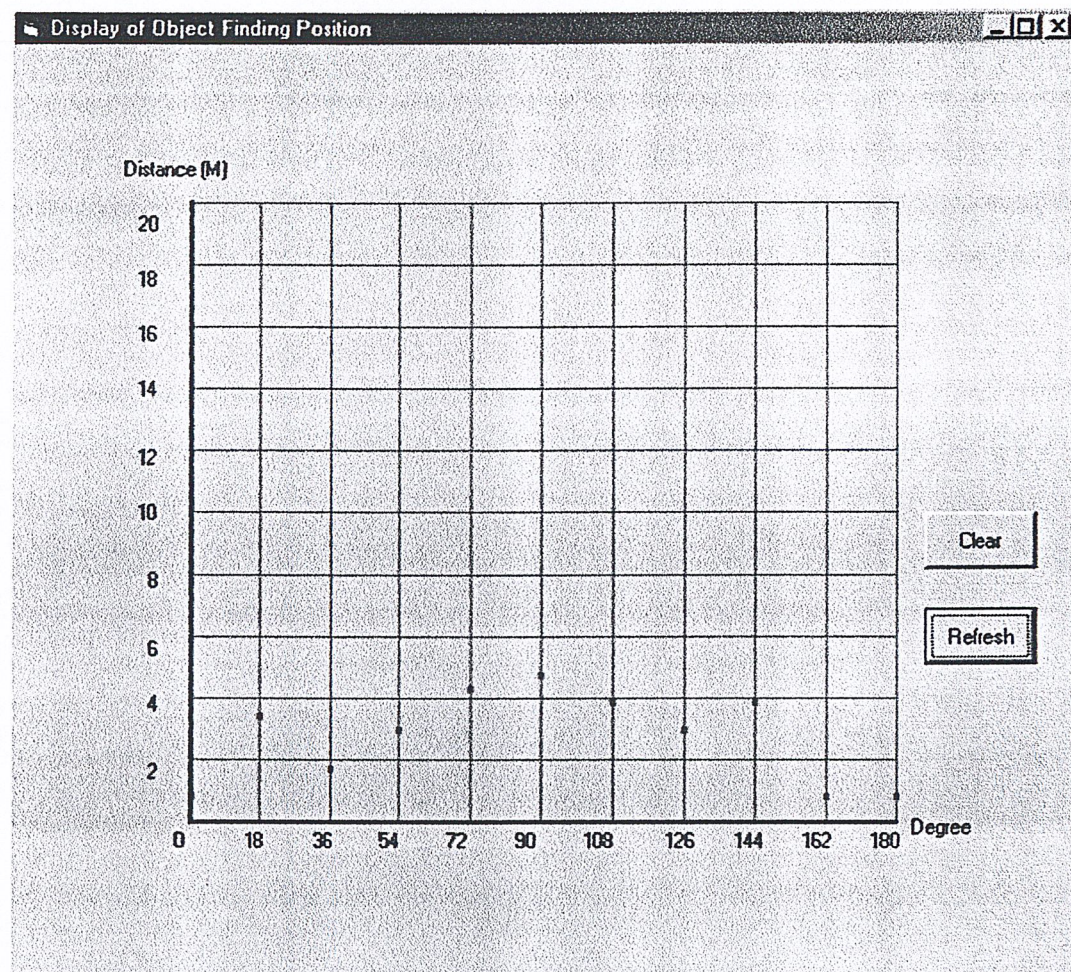 Display of Object Finding Position
Distance (M)
20
18
16
14
12
10
8
6
4
2
Clear
Refresh
0 18 36 54 72 90 108 126 144 162 180 Degree